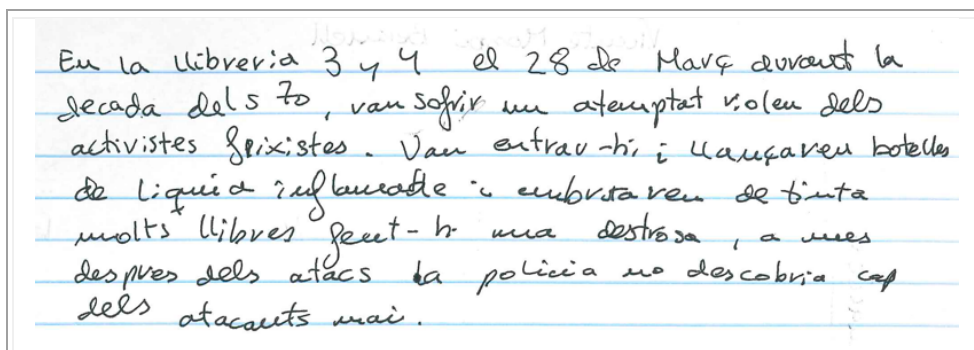 En la llibreria 3 y 4 el 28 de Març durant la
decada dels 70, van sofrir un atemptat violen dels
activistes feixistes. Van entrar-hi, i llançaren botelles
de liquid inflamable i embrutaren de tinta
molts llibres fent-hi una destrosa, a mes
despres dels atacs la policia no descobria cap
dels atacants mai.